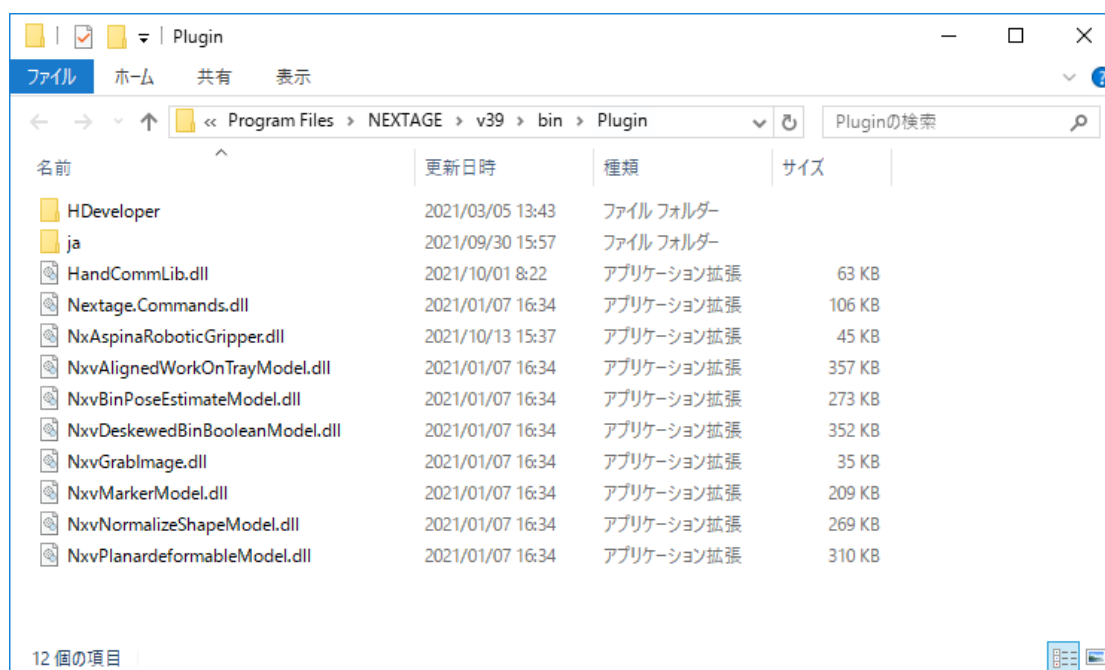 Plugin
ファイル ホーム 共有 表示
« Program Files > NEXTAGE > v39 > bin > Plugin Pluginの検索
名前 更新日時 種類 サイズ
HDeveloper 2021/03/05 13:43 ファイル フォルダー
ja 2021/09/30 15:57 ファイル フォルダー
HandCommLib.dll 2021/10/01 8:22 アプリケーション拡張 63 KB
Nextage.Commands.dll 2021/01/07 16:34 アプリケーション拡張 106 KB
NxAspinaRoboticGripper.dll 2021/10/13 15:37 アプリケーション拡張 45 KB
NxvAlignedWorkOnTrayModel.dll 2021/01/07 16:34 アプリケーション拡張 357 KB
NxvBinPoseEstimateModel.dll 2021/01/07 16:34 アプリケーション拡張 273 KB
NxvDeskewedBinBooleanModel.dll 2021/01/07 16:34 アプリケーション拡張 352 KB
NxvGrabImage.dll 2021/01/07 16:34 アプリケーション拡張 35 KB
NxvMarkerModel.dll 2021/01/07 16:34 アプリケーション拡張 209 KB
NxvNormalizeShapeModel.dll 2021/01/07 16:34 アプリケーション拡張 269 KB
NxvPlanardeformableModel.dll 2021/01/07 16:34 アプリケーション拡張 310 KB
12 個の項目